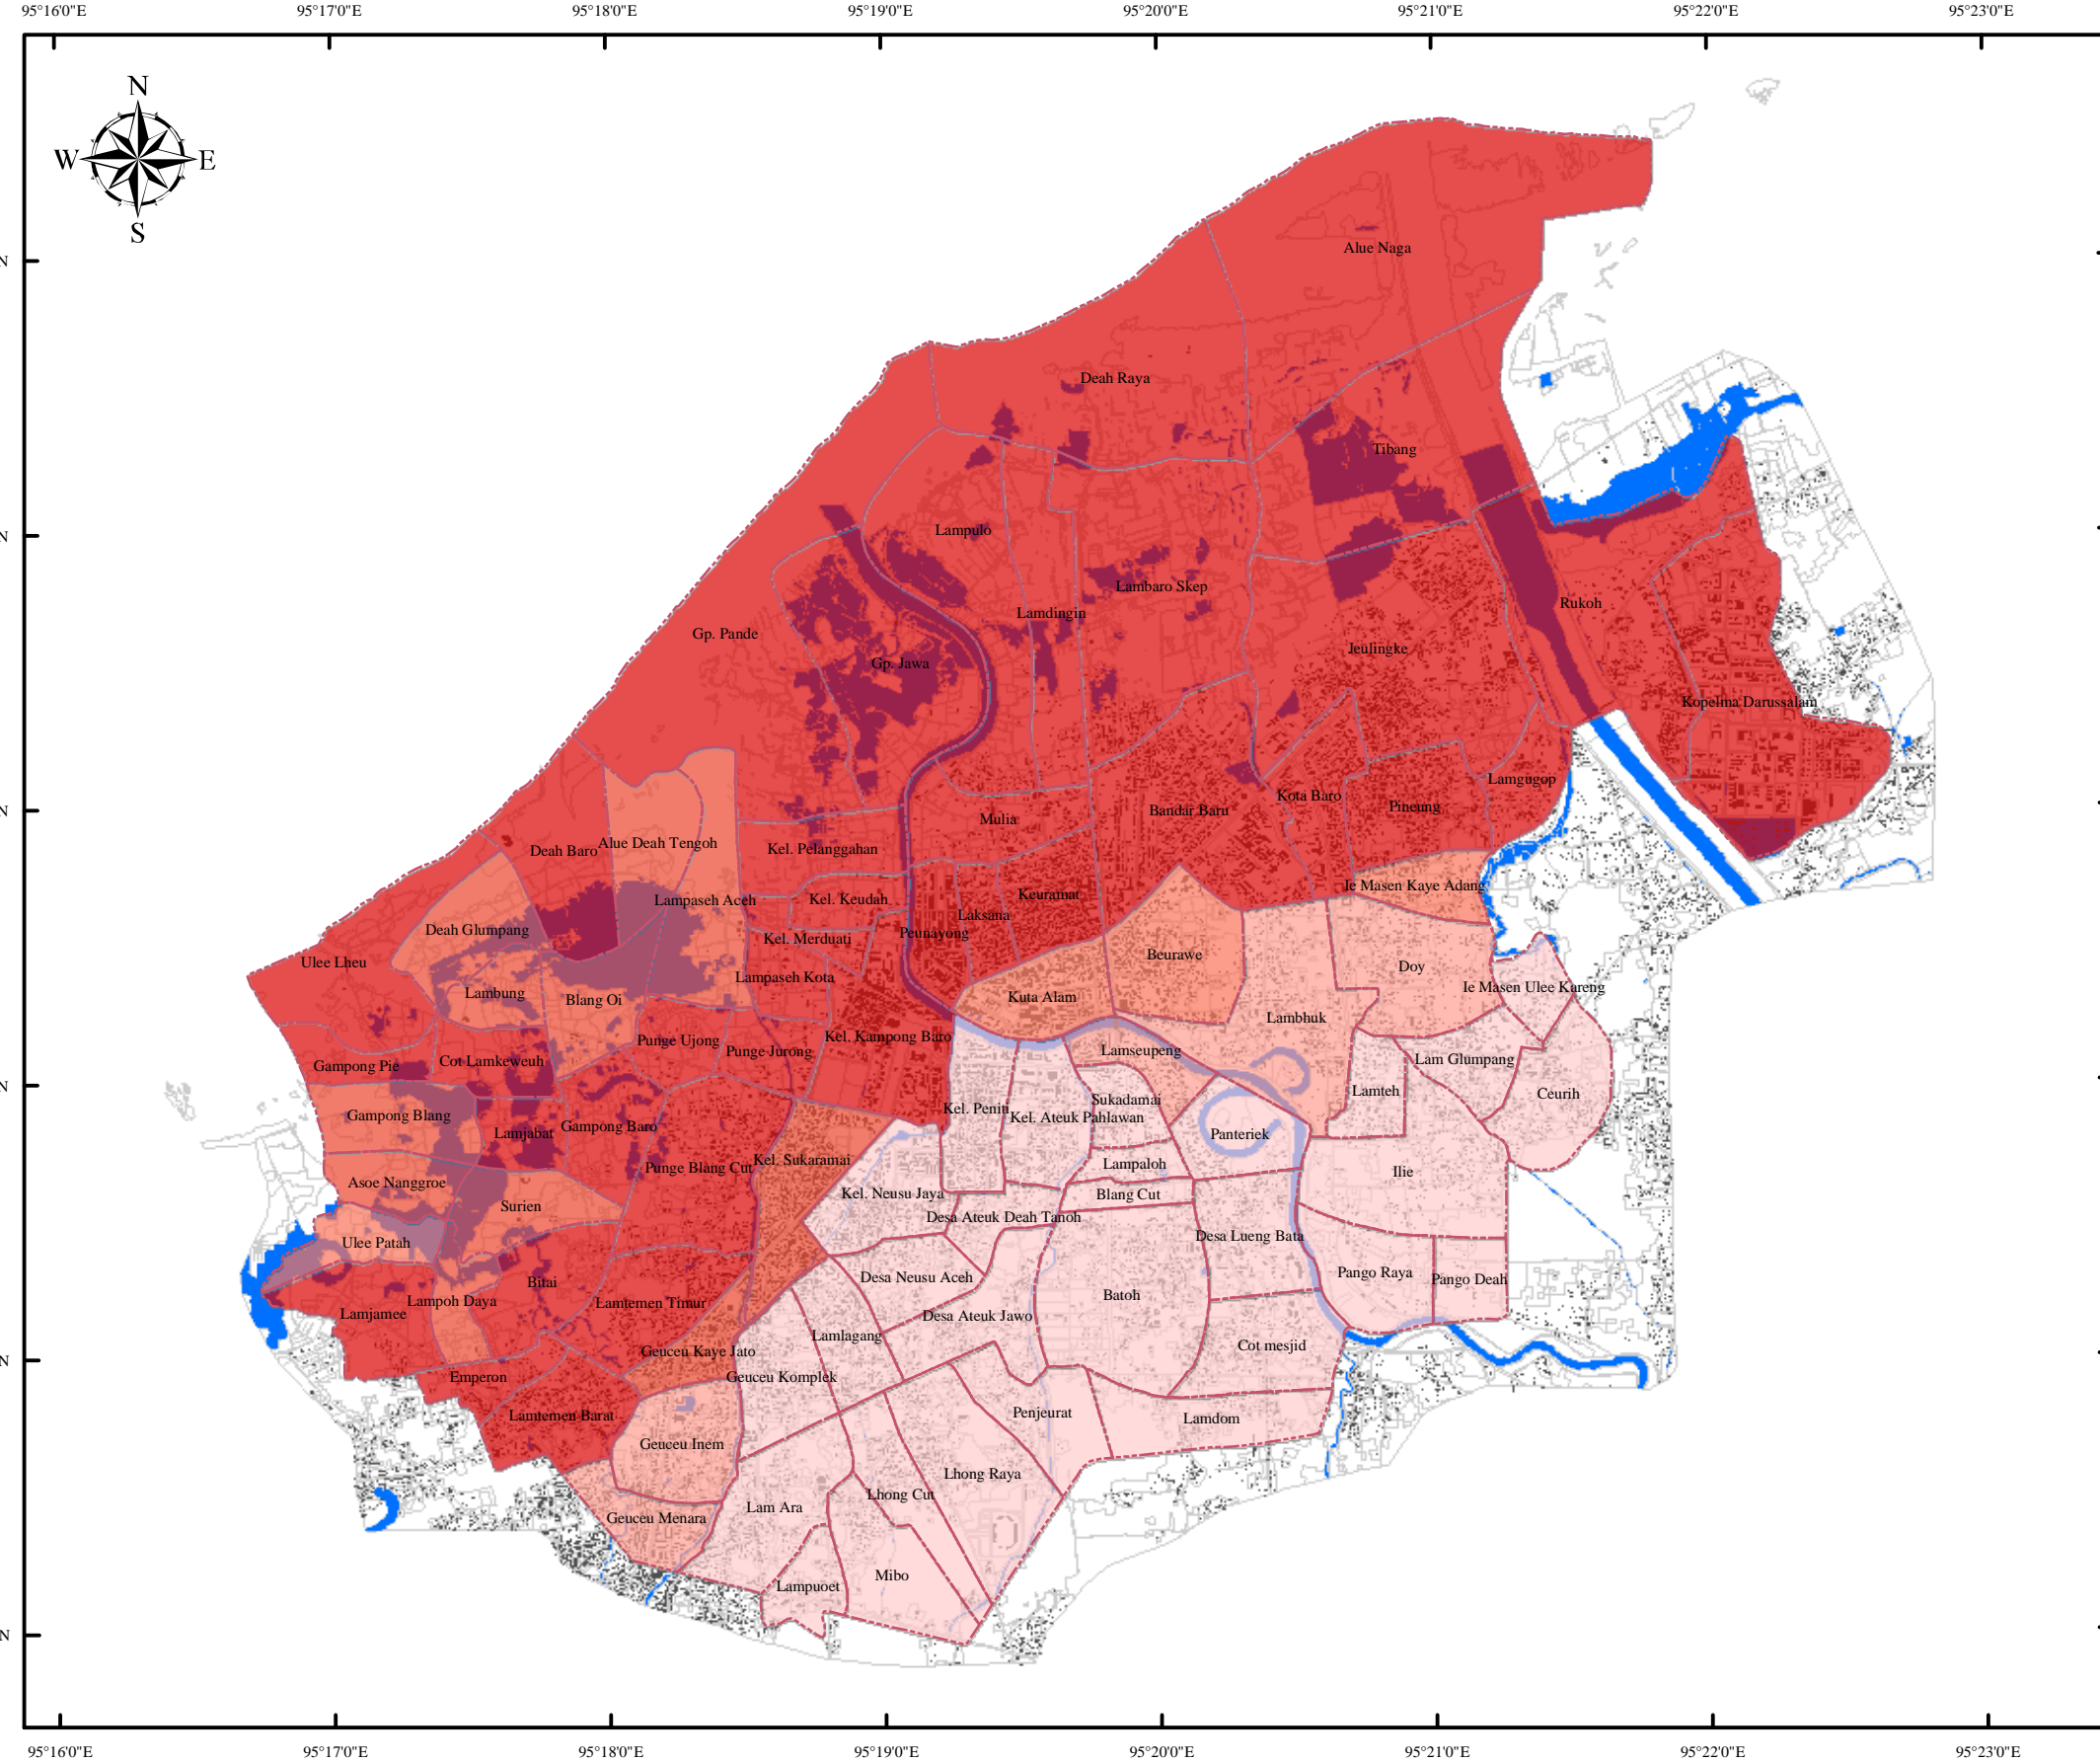 95°16'0"E 95°17'0"E 95°18'0"E 95°19'0"E 95°20'0"E 95°21'0"E 95°22'0"E 95°23'0"E
N
W E
S
Alue Naga
N
Deah Raya
Tibang
Lampulo
N
Lambaro Skep
Rukoh
Lamdingin
Gp. Pande
Jeulingke
Gp. Jawa
Kopelma Darussalam
Lamgugop
Kota Baro
Pineung
Bandar Baru
N
Mulia
Alue Deah Tengoh
Kel. Pelanggahan
Deah Baro
Ie Masen Kaye Adang
Keuramat
Lampaseh Aceh
Kel. Keudah
Laksana
Deah Glumpang
Peunayong
Kel. Merduati
Beurawe
Ulee Lheu
Doy
Lampaseh Kota
Ie Masen Ulee Kareng
Lambung
Kuta Alam
Blang Oi
Lambhuk
Kel. Kampong Baro
Punge Ujong
Punge Jurong
Lamseupeng
Lam Glumpang
Cot Lamkeweuh
Gampong Pie
N
Lamteh
Ceurih
Sukadamai
Kel. Peniti
Gampong Blang
Kel. Ateuk Pahlawan
Gampong Baro
Lamjabat
Panteriek
Kel. Sukaramai
Lampaloh
Punge Blang Cut
Ilie
Asoe Nanggroe
Kel. Neusu Jaya
Blang Cut
Surien
Desa Ateuk Deah Tanoh
Desa Lueng Bata
Ulee Patah
Pango Raya
Desa Neusu Aceh
Pango Deah
Bitai
Batoh
Lampoh Daya
Lamtemen Timur
Lamjamee
Desa Ateuk Jawo
Lamlagang
Cot mesjid
Geuceu Kaye Jato
N
Emperon
Geuceu Komplek
Penjeurat
Lamtemen Barat
Lamdom
Geuceu Inem
Lhong Raya
Lhong Cut
Lam Ara
Geuceu Menara
Mibo
Lampuoet
N
95°16'0"E 95°17'0"E 95°18'0"E 95°19'0"E 95°20'0"E 95°21'0"E 95°22'0"E 95°23'0"E